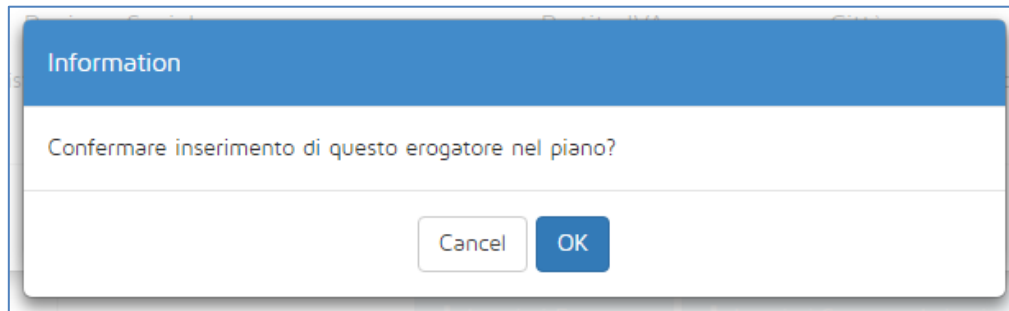 Information
Confermare inserimento di questo erogatore nel piano?
Cancel
OK